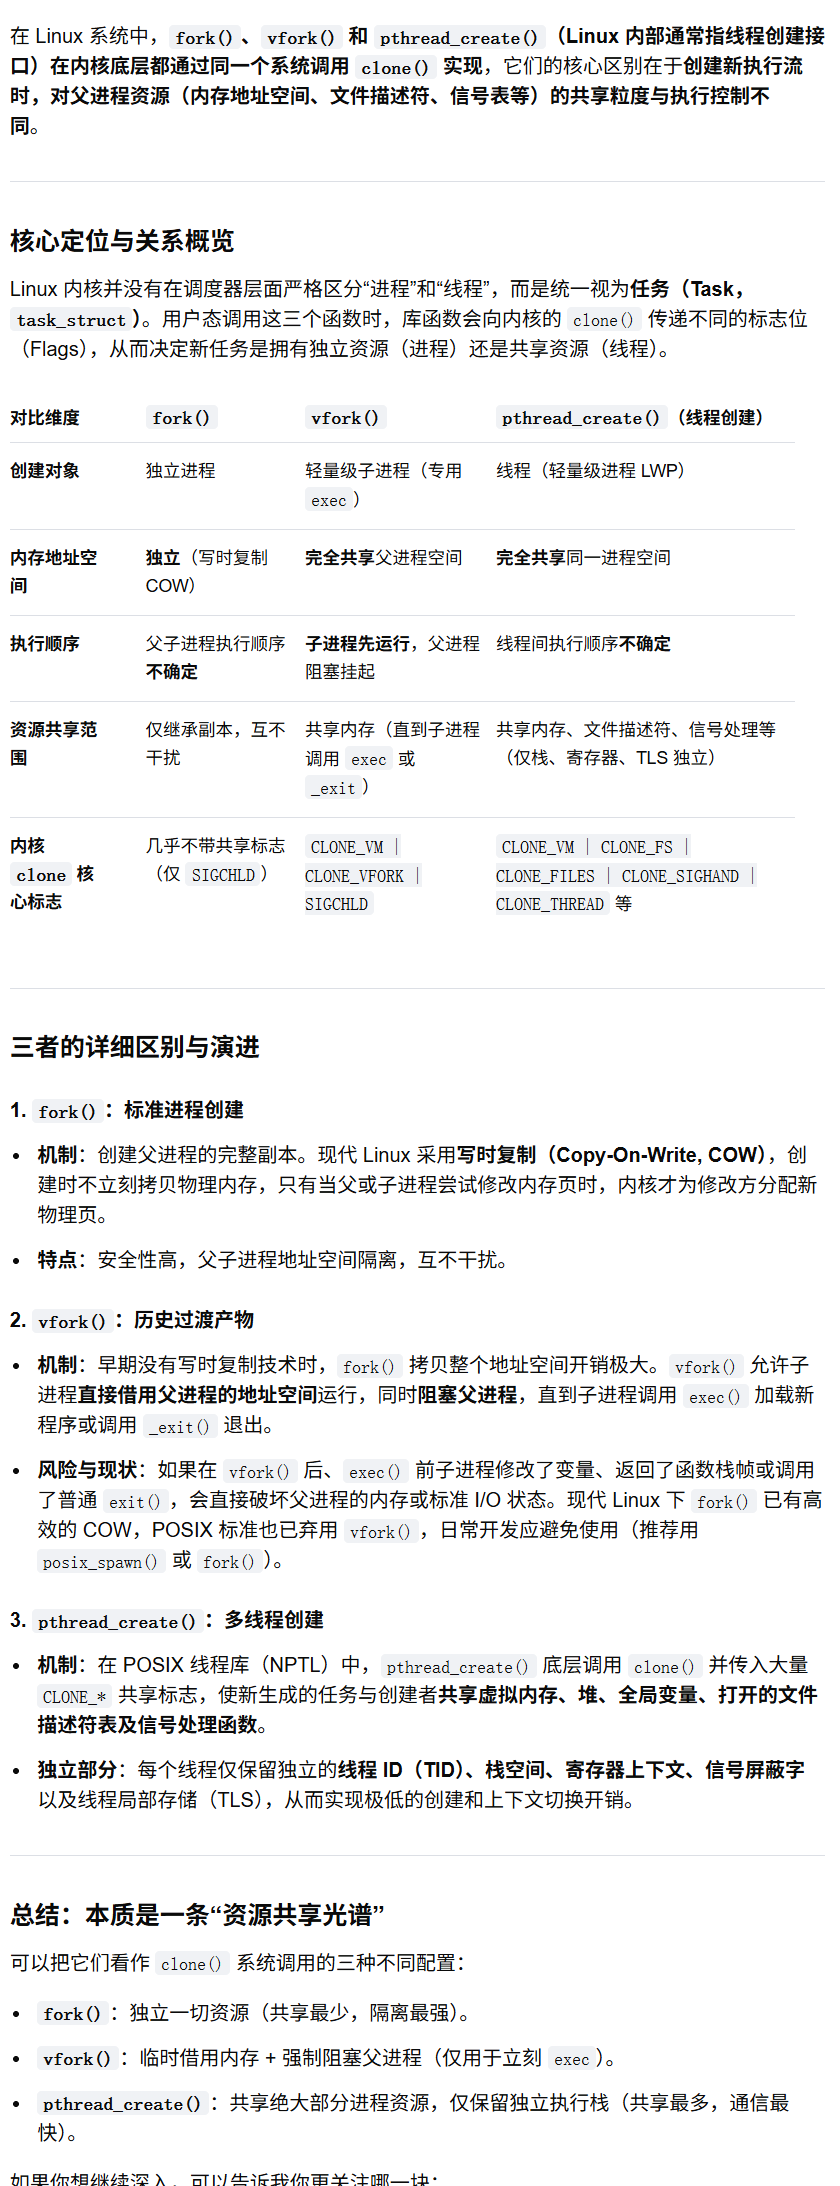 在 Linux 系统中，fork()、vfork() 和 pthread_create()（Linux 内部通常指线程创建接
口）在内核底层都通过同一个系统调用 clone() 实现，它们的核心区别在于创建新执行流
时，对父进程资源（内存地址空间、文件描述符、信号表等）的共享粒度与执行控制不
同。
核心定位与关系概览
Linux 内核并没有在调度器层面严格区分“进程”和“线程”，而是统一视为任务（Task，
task_struct）。用户态调用这三个函数时，库函数会向内核的 clone() 传递不同的标志位
（Flags），从而决定新任务是拥有独立资源（进程）还是共享资源（线程）。
对比维度 fork() vfork() pthread_create()（线程创建）
创建对象 独立进程 轻量级子进程（专用 线程（轻量级进程 LWP）
exec）
内存地址空 独立（写时复制 完全共享父进程空间 完全共享同一进程空间
间 COW）
执行顺序 父子进程执行顺序 子进程先运行，父进程 线程间执行顺序不确定
不确定 阻塞挂起
资源共享范 仅继承副本，互不 共享内存（直到子进程 共享内存、文件描述符、信号处理等
围 干扰 调用 exec 或 （仅栈、寄存器、TLS 独立）
_exit）
内核 几乎不带共享标志 CLONE_VM | CLONE_VM | CLONE_FS |
clone 核 （仅 SIGCHLD） CLONE_VFORK | CLONE_FILES | CLONE_SIGHAND |
心标志 SIGCHLD CLONE_THREAD 等
三者的详细区别与演进
1. fork()：标准进程创建
• 机制：创建父进程的完整副本。现代 Linux 采用写时复制（Copy-On-Write, COW），创
建时不立刻拷贝物理内存，只有当父或子进程尝试修改内存页时，内核才为修改方分配新
物理页。
• 特点：安全性高，父子进程地址空间隔离，互不干扰。
2. vfork()：历史过渡产物
• 机制：早期没有写时复制技术时，fork() 拷贝整个地址空间开销极大。vfork() 允许子
进程直接借用父进程的地址空间运行，同时阻塞父进程，直到子进程调用 exec() 加载新
程序或调用 _exit() 退出。
• 风险与现状：如果在 vfork() 后、exec() 前子进程修改了变量、返回了函数栈帧或调用
了普通 exit()，会直接破坏父进程的内存或标准 I/O 状态。现代 Linux 下 fork() 已有高
效的 COW，POSIX 标准也已弃用 vfork()，日常开发应避免使用（推荐用
posix_spawn() 或 fork()）。
3. pthread_create()：多线程创建
• 机制：在 POSIX 线程库（NPTL）中，pthread_create() 底层调用 clone() 并传入大量
CLONE_* 共享标志，使新生成的任务与创建者共享虚拟内存、堆、全局变量、打开的文件
描述符表及信号处理函数。
• 独立部分：每个线程仅保留独立的线程 ID（TID）、栈空间、寄存器上下文、信号屏蔽字
以及线程局部存储（TLS），从而实现极低的创建和上下文切换开销。
总结：本质是一条“资源共享光谱”
可以把它们看作 clone() 系统调用的三种不同配置：
• fork()：独立一切资源（共享最少，隔离最强）。
• vfork()：临时借用内存 + 强制阻塞父进程（仅用于立刻 exec）。
• pthread_create()：共享绝大部分进程资源，仅保留独立执行栈（共享最多，通信最
快）。
如果你想继续深入，可以告诉我你更关注哪一块：